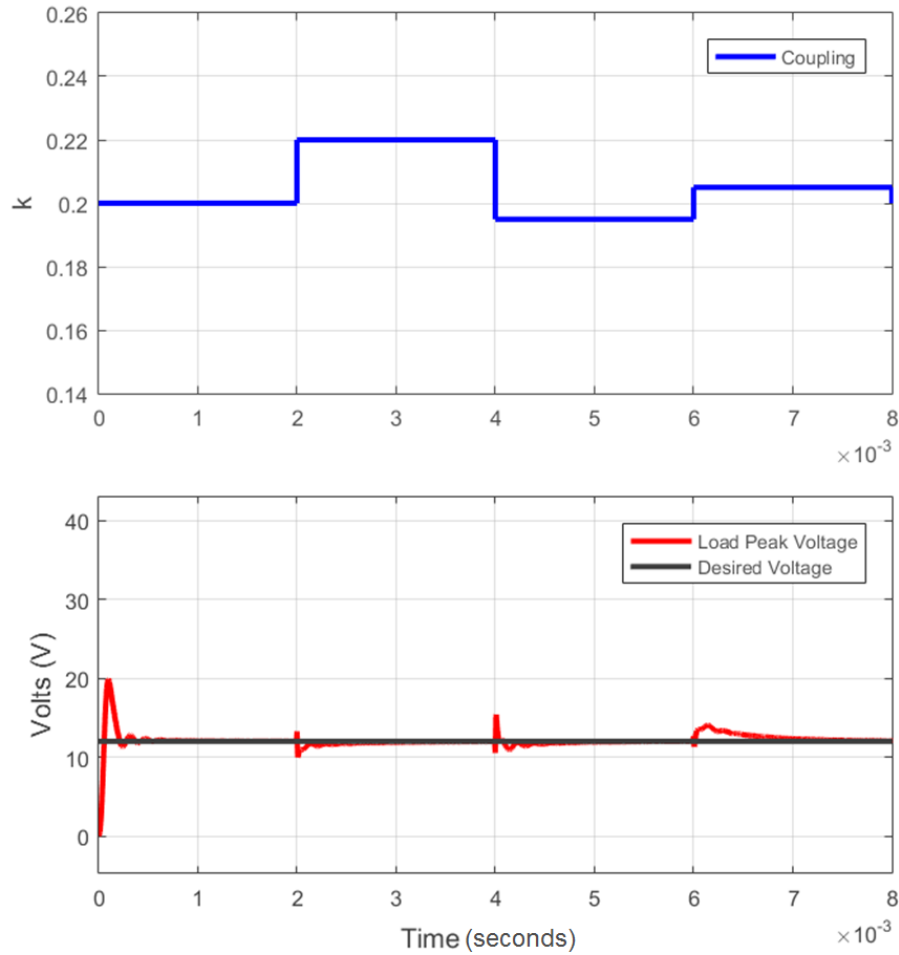 0.26
0.24
0.22
0.2
0.18
0.16
0.14
k
Coupling
0 1 2 3 4 5 6 7 8
×10-3
40
30
20
10
0
Volts (V)
Load Peak Voltage
Desired Voltage
0 1 2 3 4 5 6 7 8
Time (seconds)
×10-3